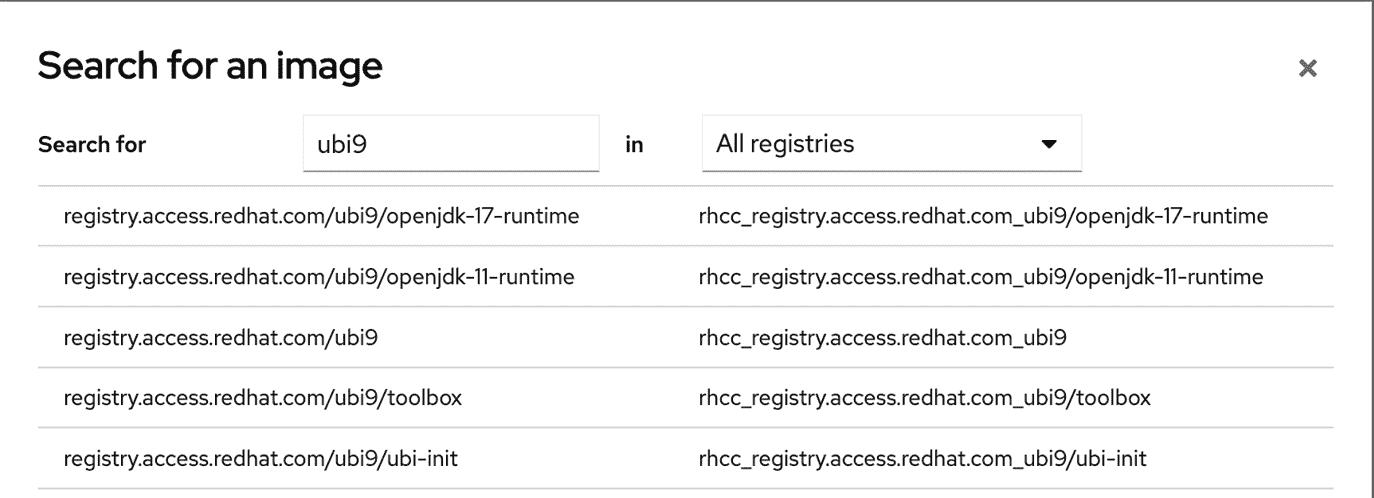 Search for an image
Search for ubi9 in All registries
registry.access.redhat.com/ubi9/openjdk-17-runtime rhcc_registry.access.redhat.com_ubi9/openjdk-17-runtime
registry.access.redhat.com/ubi9/openjdk-11-runtime rhcc_registry.access.redhat.com_ubi9/openjdk-11-runtime
registry.access.redhat.com/ubi9 rhcc_registry.access.redhat.com_ubi9
registry.access.redhat.com/ubi9/toolbox rhcc_registry.access.redhat.com_ubi9/toolbox
registry.access.redhat.com/ubi9/ubi-init rhcc_registry.access.redhat.com_ubi9/ubi-init